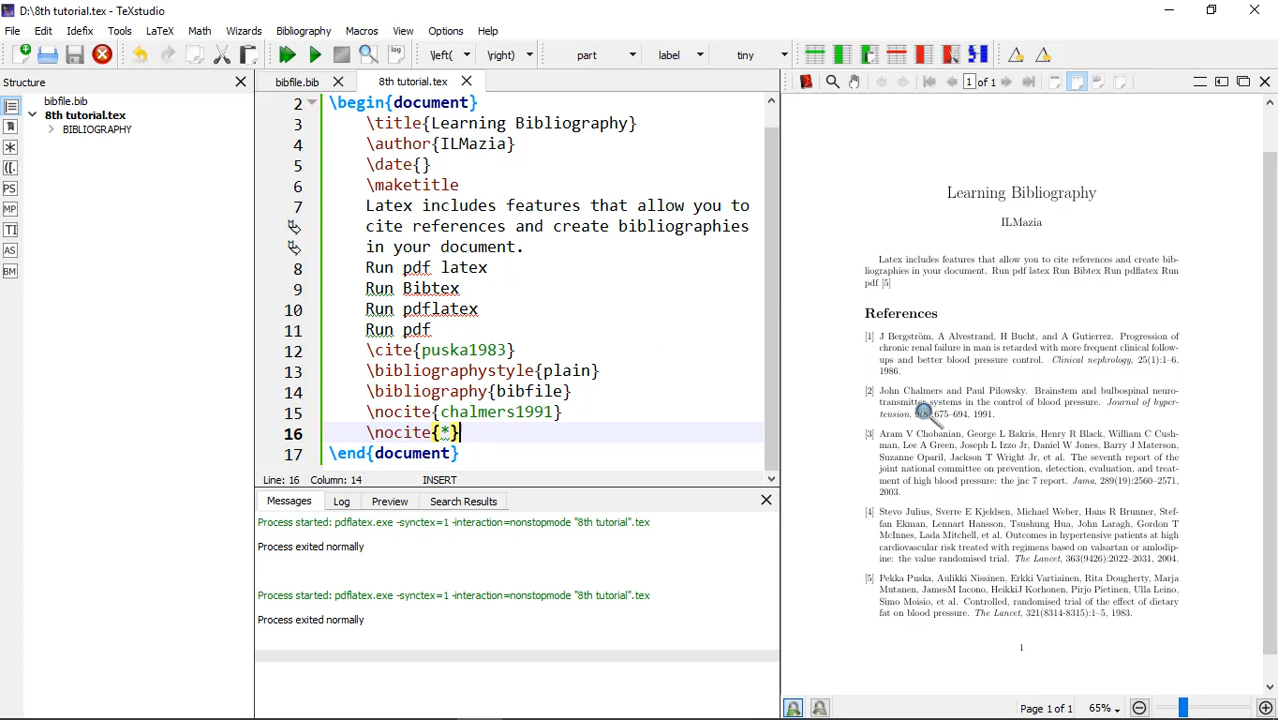 D:\8th tutorial.tex - TeXstudio
File Edit Idefix Tools LaTeX Math Wizards Bibliography Macros View Options Help
log \left( \right) part label tiny
Structure
bibfile.bib 8th tutorial.tex
1 of 1
bibfile.bib
8th tutorial.tex
BIBLIOGRAPHY
PS
MP
TI
AS
BM
2 \begin{document}
3 \title{Learning Bibliography}
4 \author{ILMazia}
5 \date{}
6 \maketitle
7 Latex includes features that allow you to
cite references and create bibliographies
in your document.
8 Run pdf latex
9 Run Bibtex
10 Run pdflatex
11 Run pdf
12 \cite{puska1983}
13 \bibliographystyle{plain}
14 \bibliography{bibfile}
15 \nocite{chalmers1991}
16 \nocite{*}
17 \end{document}
Line: 16 Column: 14 INSERT
Messages Log Preview Search Results
Process started: pdflatex.exe -synctex=1 -interaction=nonstopmode "8th tutorial".tex
Process exited normally
Process started: pdflatex.exe -synctex=1 -interaction=nonstopmode "8th tutorial".tex
Process exited normally
Learning Bibliography
ILMazia
Latex includes features that allow you to cite references and create bib-
liographies in your document. Run pdf latex Run Bibtex Run pdflatex Run
pdf [5]
References
[1] J Bergström, A Alvestrand, H Bucht, and A Gutierrez. Progression of
chronic renal failure in man is retarded with more frequent clinical follow-
ups and better blood pressure control. Clinical nephrology, 25(1):1–6,
1986.
[2] John Chalmers and Paul Pilowsky. Brainstem and bulbospinal neuro-
transmitter systems in the control of blood pressure. Journal of hyper-
tension, 675–694, 1991.
[3] Aram V Chobanian, George L Bakris, Henry R Black, William C Cush-
man, Lee A Green, Joseph L Izzo Jr, Daniel W Jones, Barry J Materson,
Suzanne Oparil, Jackson T Wright Jr, et al. The seventh report of the
joint national committee on prevention, detection, evaluation, and treat-
ment of high blood pressure: the jnc 7 report. Jama, 289(19):2560–2571,
2003.
[4] Stevo Julius, Sverre E Kjeldsen, Michael Weber, Hans R Brunner, Stef-
fan Ekman, Lennart Hansson, Tsushung Hua, John Laragh, Gordon T
McInnes, Lada Mitchell, et al. Outcomes in hypertensive patients at high
cardiovascular risk treated with regimens based on valsartan or amlodip-
ine: the value randomised trial. The Lancet, 363(9426):2022–2031, 2004.
[5] Pekka Puska, Aulikki Nissinen, Erkki Vartiainen, Rita Dougherty, Marja
Mutanen, JamesM Iacono, HeikkiJ Korhonen, Pirjo Pietinen, Ulla Leino,
Simo Moisio, et al. Controlled, randomised trial of the effect of dietary
fat on blood pressure. The Lancet, 321(8314-8315):1–5, 1983.
1
Page 1 of 1 65%